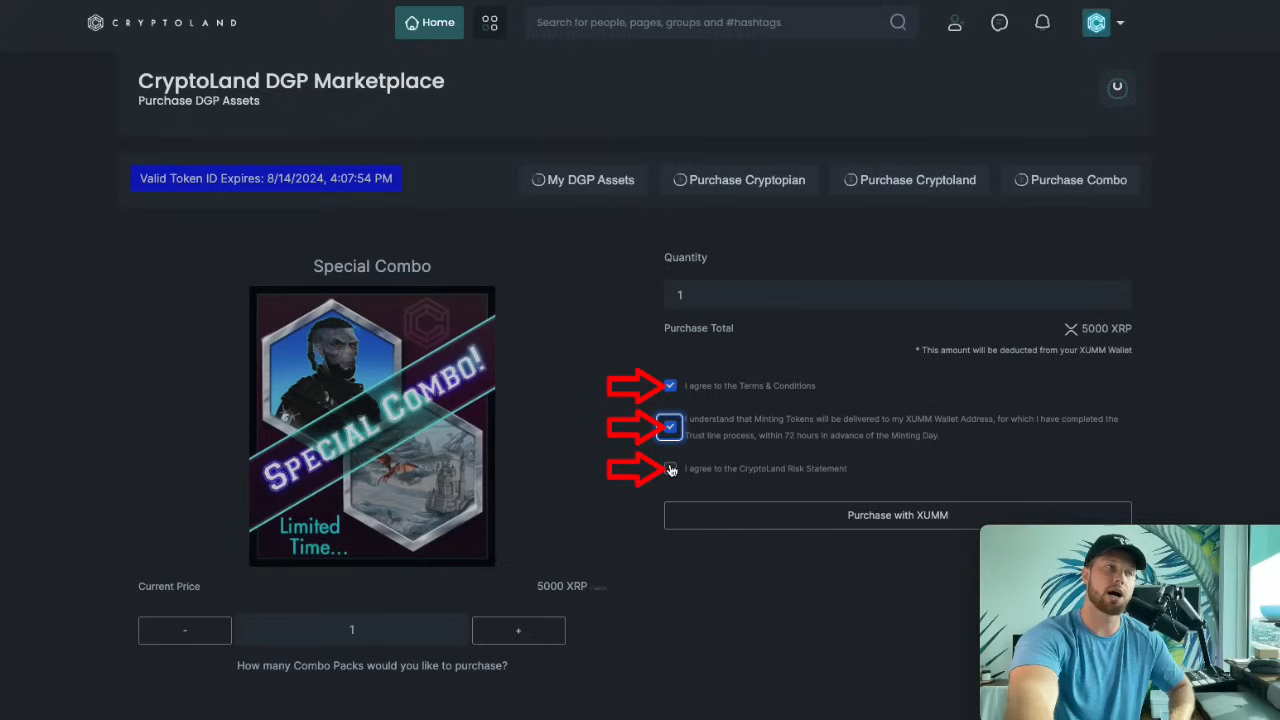 CRYPTOLAND
Home
Search for people, pages, groups and #hashtags
CryptoLand DGP Marketplace
Purchase DGP Assets
Valid Token ID Expires: 8/14/2024, 4:07:54 PM
My DGP Assets
Purchase Cryptopian
Purchase Cryptoland
Purchase Combo
Special Combo
SPECIAL COMBO!
Limited
Time...
Current Price
5000 XRP
-
1
+
How many Combo Packs would you like to purchase?
Quantity
1
Purchase Total
5000 XRP
* This amount will be deducted from your XUMM Wallet
I agree to the Terms & Conditions
I understand that Minting Tokens will be delivered to my XUMM Wallet Address, for which I have completed the
Trust line process, within 72 hours in advance of the Minting Day.
I agree to the CryptoLand Risk Statement
Purchase with XUMM